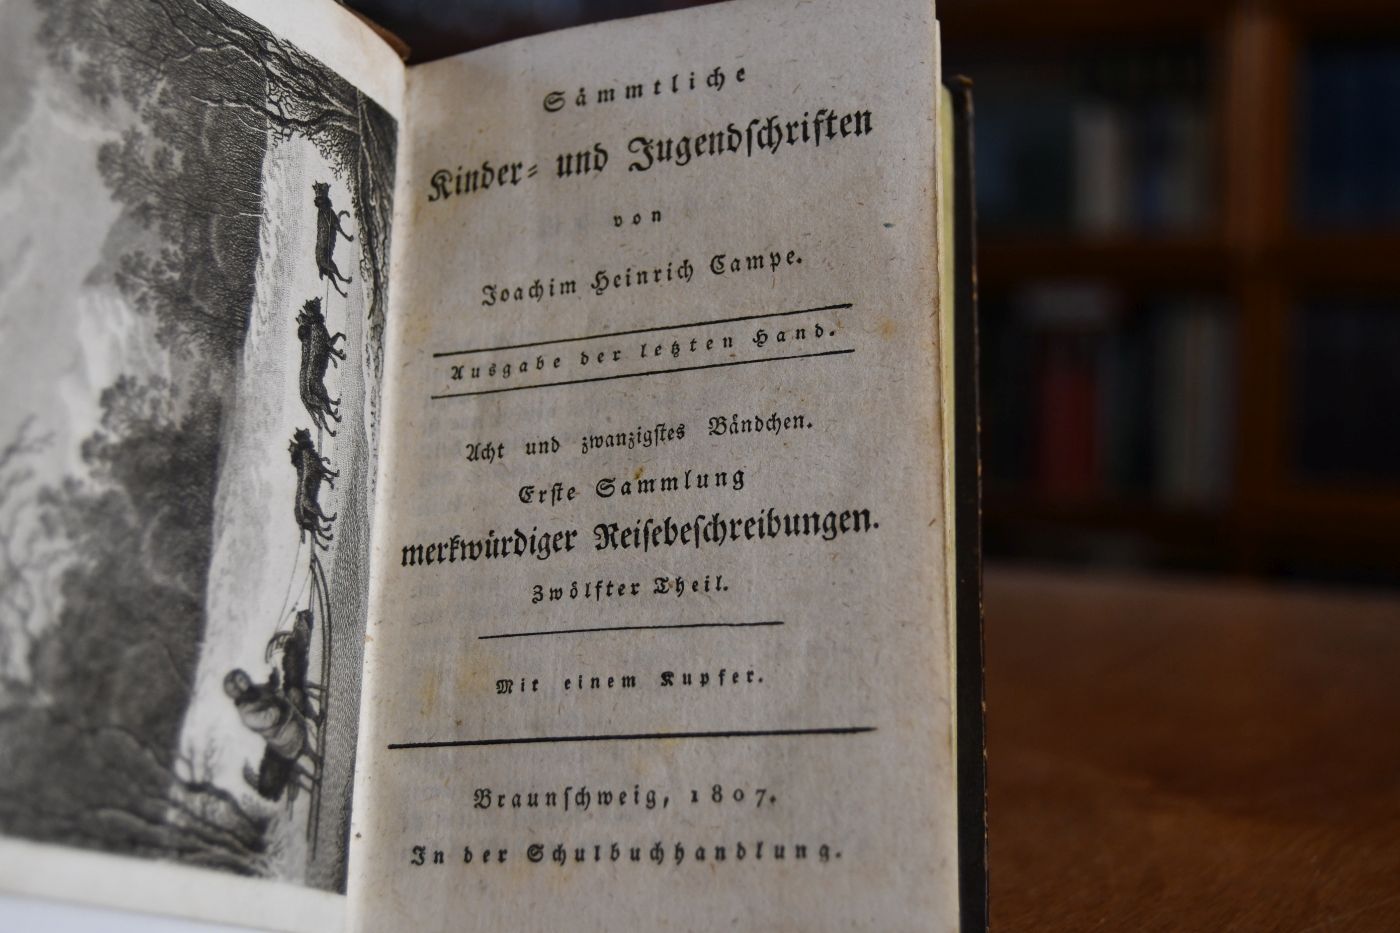 Sämmtliche
Kinder- und Jugendſchriften
von
Joachim Heinrich Campe.
Ausgabe der letzten Hand.
Acht und zwanzigſtes Bändchen.
Erſte Sammlung
merkwürdiger Reiſebeſchreibungen.
Zwölfter Theil.
Mit einem Kupfer.
Braunſchweig, 1807.
In der Schulbuchhandlung.